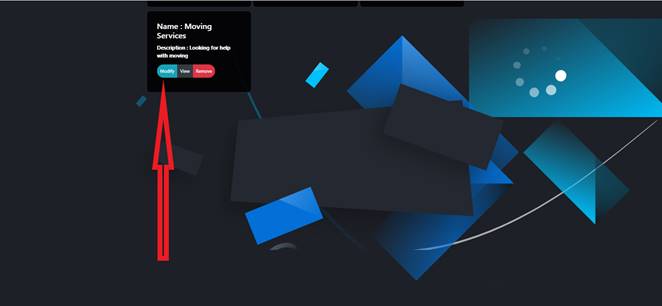 Name : Moving
Services
Description : Looking for help
with moving
Modify View Remove